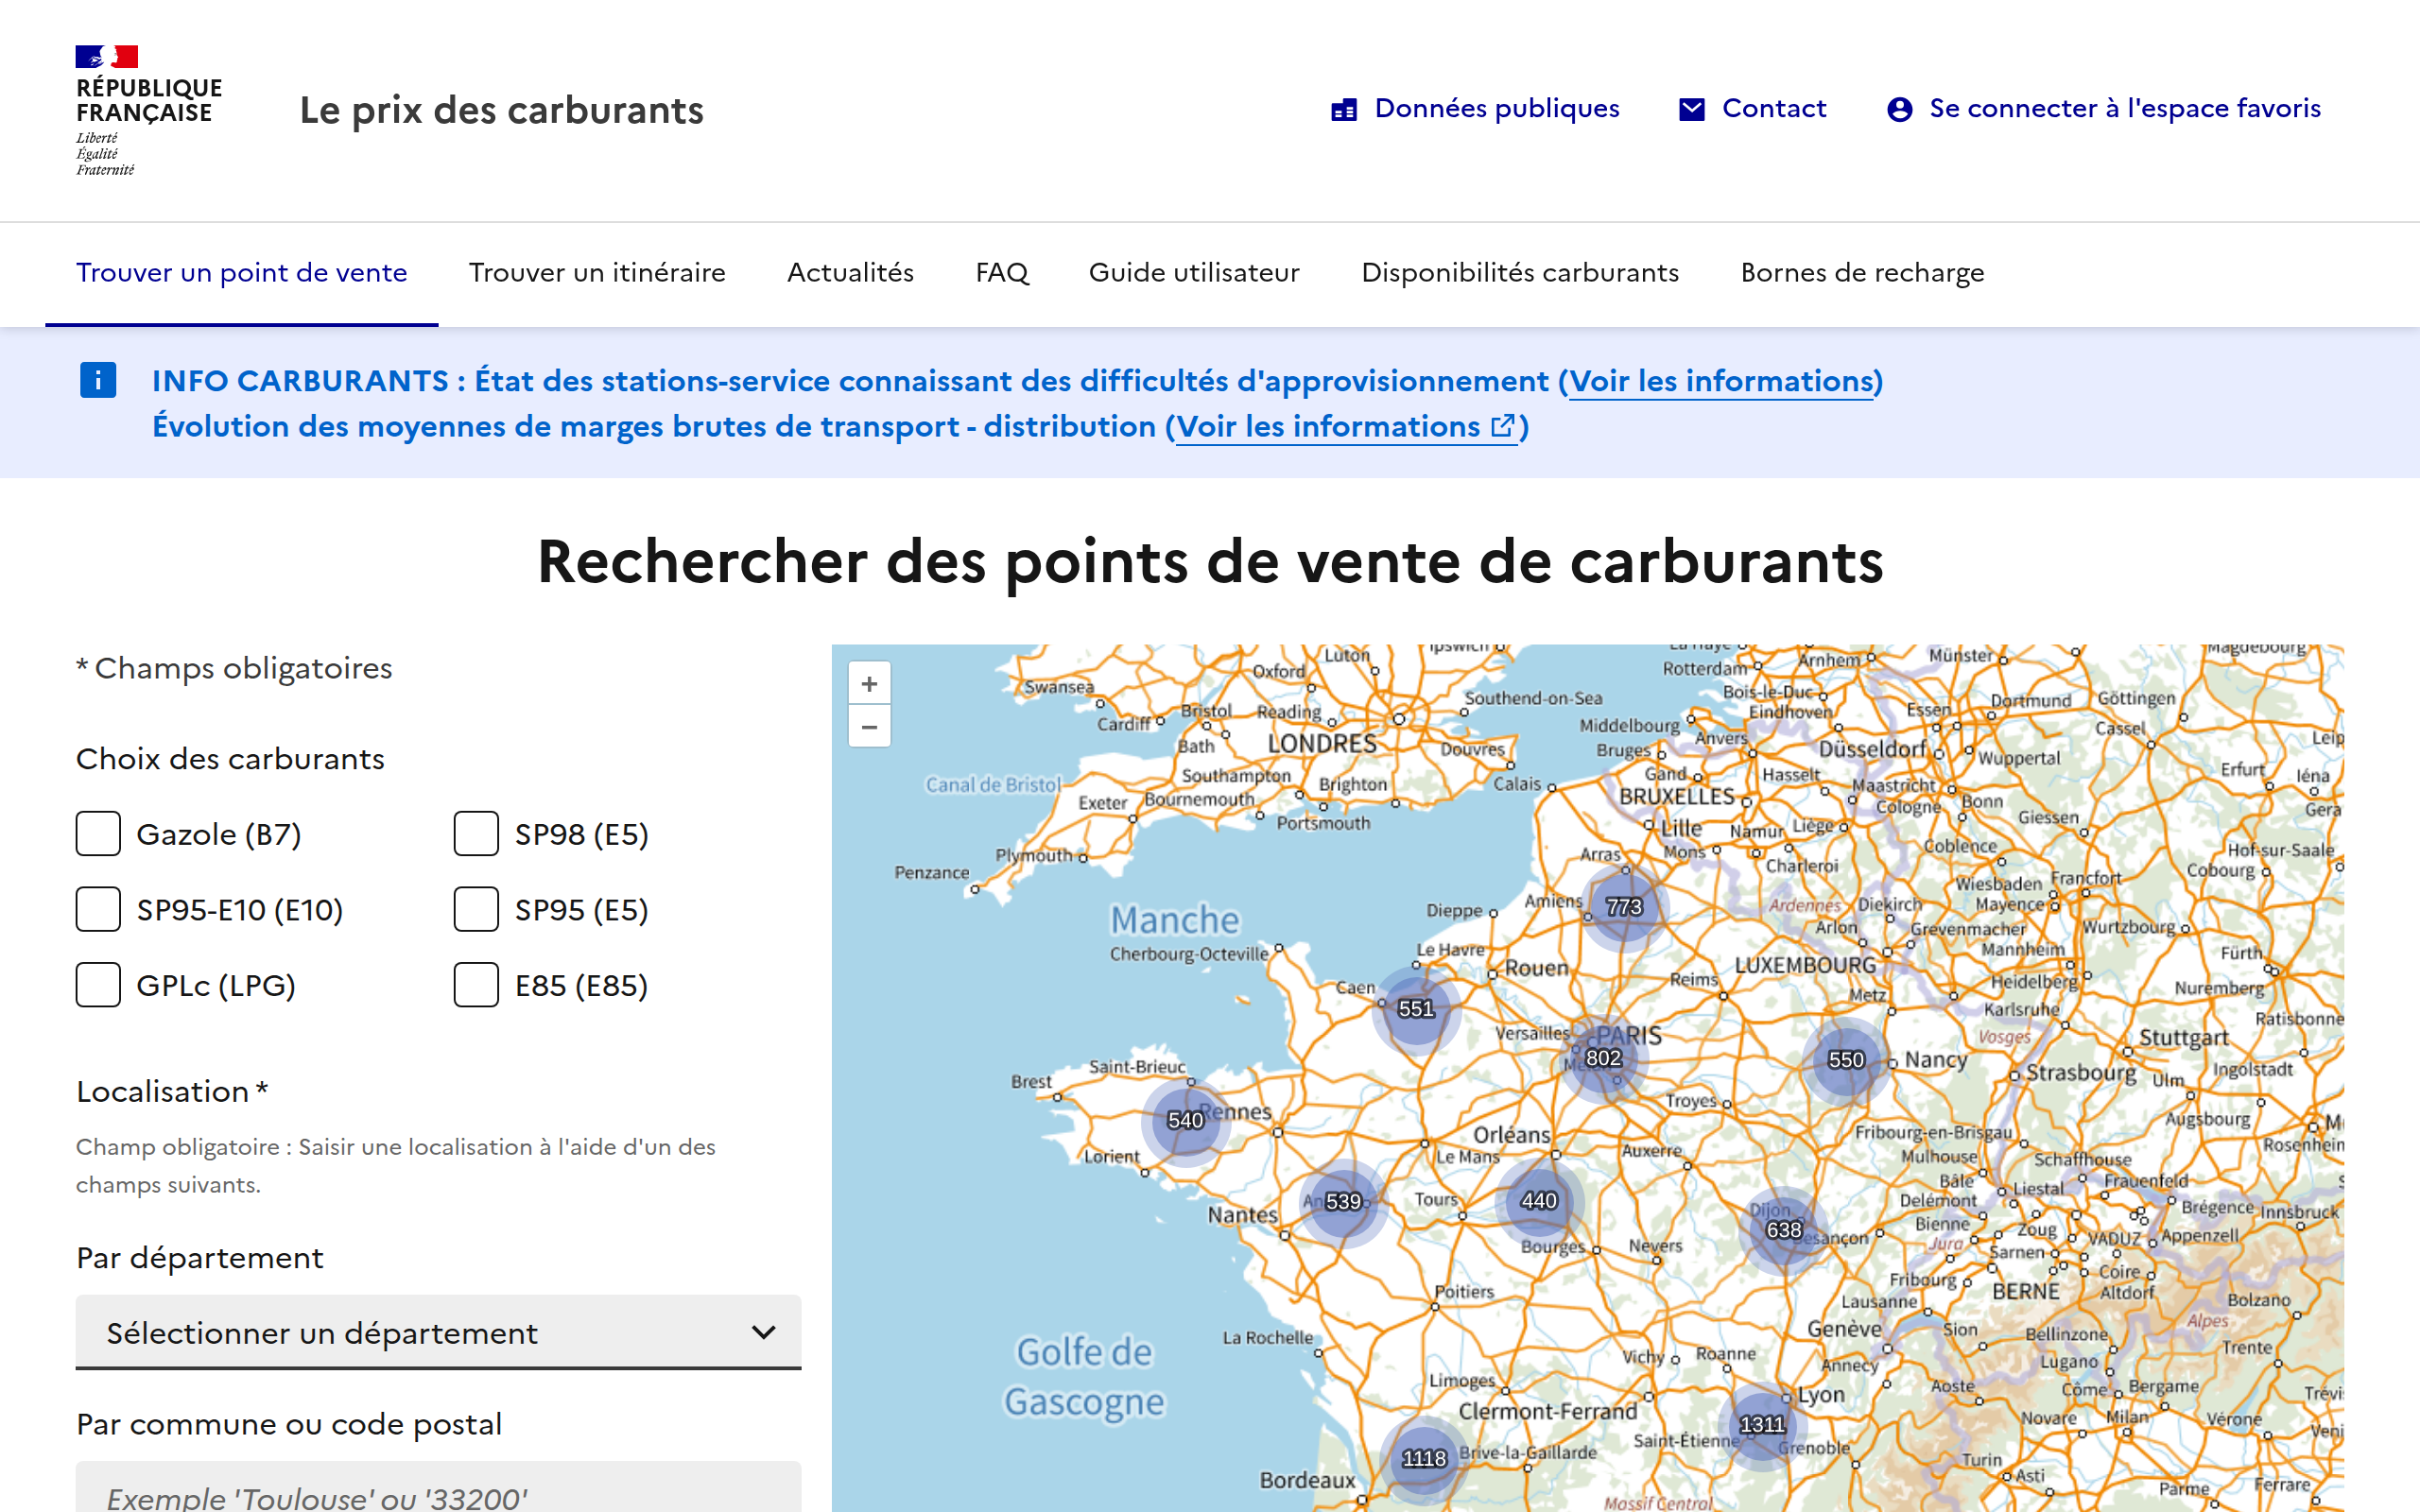 RÉPUBLIQUE
FRANÇAISE
Liberté
Égalité
Fraternité
Le prix des carburants
Données publiques
Contact
Se connecter à l'espace favoris
Trouver un point de vente
Trouver un itinéraire
Actualités
FAQ
Guide utilisateur
Disponibilités carburants
Bornes de recharge
INFO CARBURANTS : État des stations-service connaissant des difficultés d'approvisionnement (Voir les informations)
Évolution des moyennes de marges brutes de transport - distribution (Voir les informations)
Rechercher des points de vente de carburants
* Champs obligatoires
Choix des carburants
Gazole (B7)
SP98 (E5)
SP95-E10 (E10)
SP95 (E5)
GPLc (LPG)
E85 (E85)
Localisation *
Champ obligatoire : Saisir une localisation à l'aide d'un des
champs suivants.
Par département
Sélectionner un département
Par commune ou code postal
Exemple 'Toulouse' ou '33200'
+
−
Luton
Oxford
Swansea
Rotterdam
Arnhem
Münster
Southend-on-Sea
Bois-le-Duc
Dortmund
Göttingen
Cardiff
Bristol
Reading
Middelbourg
Eindhoven
Essen
Cassel
Bath
LONDRES
Douvres
Bruges
Anvers
Düsseldorf
Wuppertal
Canal de Bristol
Southampton
Brighton
Calais
Gand
Hasselt
Maastricht
Erfurt
Iéna
Exeter
Bournemouth
BRUXELLES
Cologne
Bonn
Gera
Portsmouth
Lille
Namur
Liège
Giessen
Plymouth
Arras
Mons
Charleroi
Coblence
Hof-sur-Saale
Penzance
Wiesbaden
Francfort
Cobourg
Manche
Dieppe
Amiens
773
Ardennes
Diekirch
Mayence
Cherbourg-Octeville
Arlon
Grevenmacher
Wurtzbourg
Le Havre
Rouen
LUXEMBOURG
Mannheim
Fürth
Caen
551
Reims
Metz
Heidelberg
Nuremberg
Versailles
PARIS
Karlsruhe
Ratisbonne
802
550
Nancy
Vosges
Stuttgart
Saint-Brieuc
Brest
Strasbourg
Ulm
Ingolstadt
540
Rennes
Troyes
Augsbourg
Orléans
Fribourg-en-Brisgau
Rosenheim
Lorient
Le Mans
Auxerre
Mulhouse
Schaffhouse
Bâle
Liestal
Frauenfeld
539
Tours
440
Delémont
Nantes
Dijon
638
Besançon
Bienne
Zoug
Brégence
Innsbruck
VADUZ
Appenzell
Bourges
Nevers
Jura
Sarnen
Coire
Poitiers
Fribourg
BERNE
Altdorf
Lausanne
Bolzano
La Rochelle
Genève
Sion
Bellinzone
Alpes
Golfe de
Gascogne
Vichy
Roanne
Annecy
Lugano
Trente
Limoges
Lyon
Aoste
Côme
Bergame
Clermont-Ferrand
1311
Novare
Milan
Vérone
Saint-Étienne
Grenoble
1118
Brive-la-Gaillarde
Turin
Bordeaux
Asti
Parme
Ferrare
Massif Central